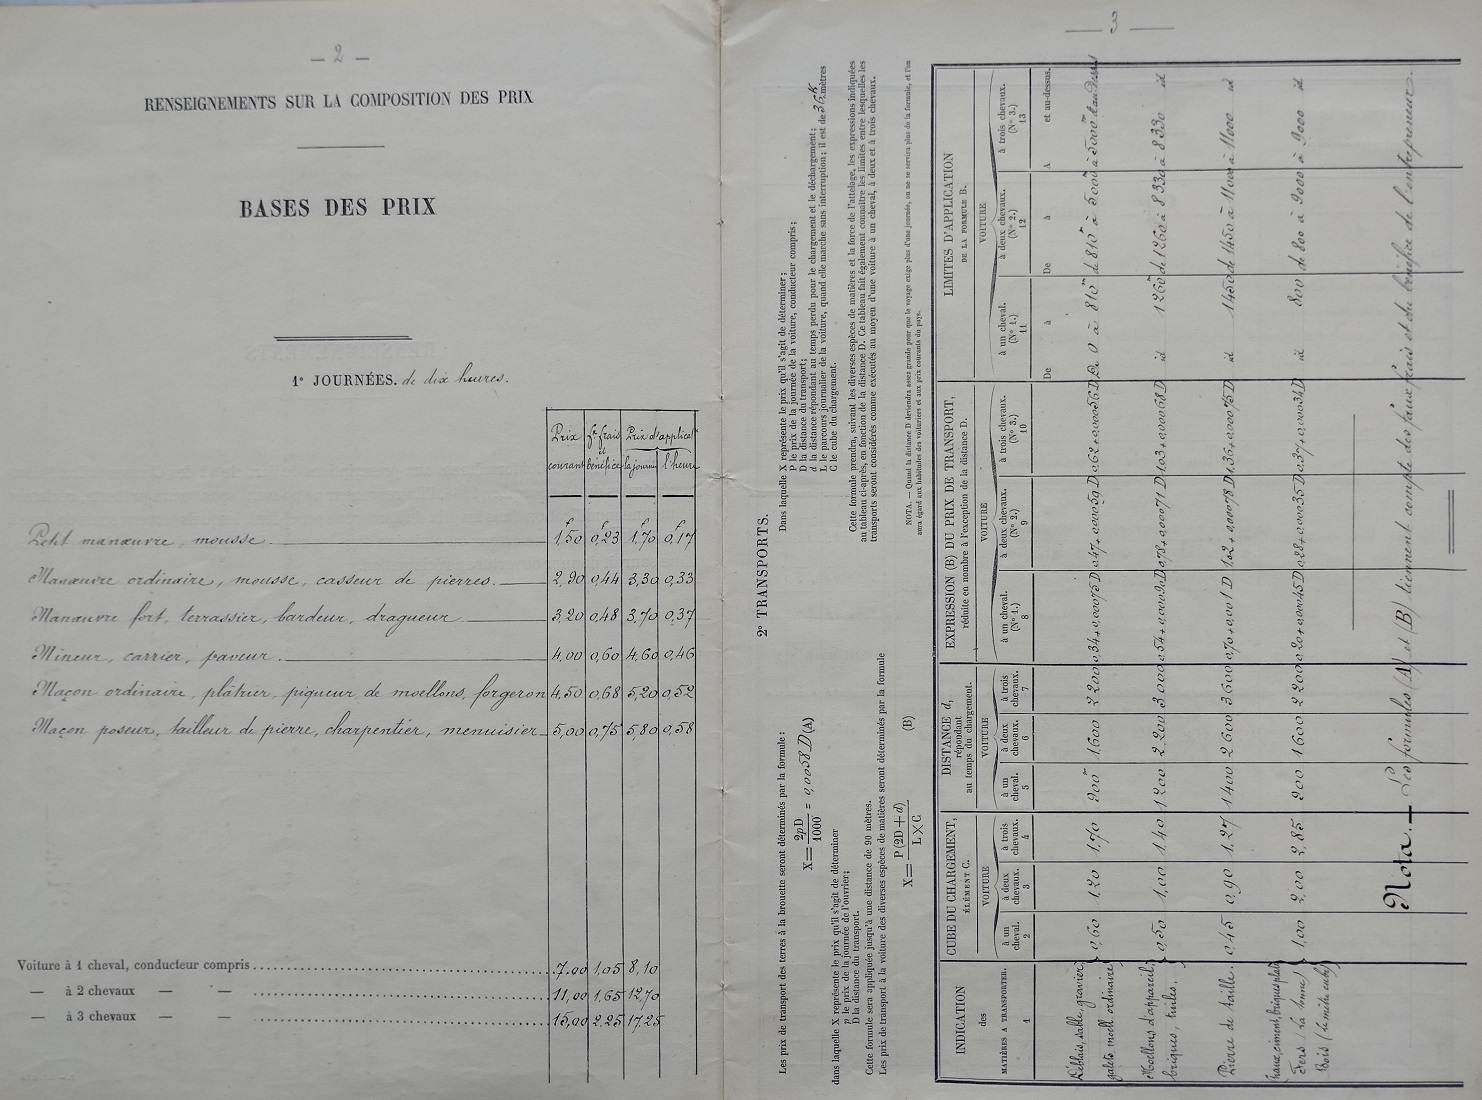 — 2 —
RENSEIGNEMENTS SUR LA COMPOSITION DES PRIX
BASES DES PRIX
1° JOURNÉES. de dix heures.
Prix courant | fx frais et bénéfice | Prix d'applicat.
la journée | l'heure
Petit manœuvre, mousse. 1f,50 0f,23 1f,70 0f,17
Manœuvre ordinaire, mousse, casseur de pierres. 2,90 0,44 3,30 0,33
Manœuvre fort, terrassier, bardeur, dragueur 3,20 0,48 3,70 0,37
Mineur, carrier, paveur. 4,00 0,60 4,60 0,46
Maçon ordinaire, plâtrier, piqueur de moellons, forgeron 4,50 0,68 5,20 0,52
Maçon poseur, tailleur de pierre, charpentier, menuisier 5,00 0,75 5,80 0,58
Voiture à 1 cheval, conducteur compris 7.00 1,05 8,10
— à 2 chevaux — — 11,00 1,65 12,70
— à 3 chevaux — — 15,00 2.25 17.25
— 3 —
2° TRANSPORTS.
Les prix de transport des terres à la brouette seront déterminés par la formule :
X = 2pD / 1000 = 0,0058 D (A)
dans laquelle X représente le prix qu'il s'agit de déterminer
p le prix de la journée de l'ouvrier;
D la distance du transport.
Cette formule sera appliquée jusqu'à une distance de 90 mètres.
Les prix de transport à la voiture des diverses espèces de matières seront déterminés par la formule
X = P (2D + d) / L × C (B)
Dans laquelle X représente le prix qu'il s'agit de déterminer;
P le prix de la journée de la voiture, conducteur compris;
D la distance du transport;
d la distance répondant au temps perdu pour le chargement et le déchargement;
L le parcours journalier de la voiture, quand elle marche sans interruption; il est de 36K mètres
C le cube du chargement.
Cette formule prendra, suivant les diverses espèces de matières et la force de l'attelage, les expressions indiquées
au tableau ci-après, en fonction de la distance D. Ce tableau fait également connaître les limites entre lesquelles les
transports seront considérés comme exécutés au moyen d'une voiture à un cheval, à deux et à trois chevaux.
NOTA. — Quand la distance D deviendra assez grande pour que le voyage exige plus d'une journée, on ne se servira plus de la formule, et l'on
aura égard aux habitudes des voituriers et aux prix courants du pays.
INDICATION des MATIÈRES A TRANSPORTER. 1
CUBE DU CHARGEMENT, ÉLÉMENT C. VOITURE à un cheval. 2 à deux chevaux. 3 à trois chevaux. 4
DISTANCE d, répondant au temps du chargement. VOITURE à un cheval. 5 à deux chevaux. 6 à trois chevaux. 7
EXPRESSION (B) DU PRIX DE TRANSPORT, réduite en nombre à l'exception de la distance D. VOITURE à un cheval. (N° 1.) 8 à deux chevaux. (N° 2.) 9 à trois chevaux. (N° 3.) 10
LIMITES D'APPLICATION DE LA FORMULE B. VOITURE à un cheval. (N° 1.) 11 à deux chevaux. (N° 2.) 12 à trois chevaux. (N° 3.) 13
De à De à A et au-dessus.
Déblais, sable, gravier,
galets, moell. ordinaire 0,60 1,20 1,70 900m 1,600 2200 0,34+0,00075D 0,47+0,00059D 0,62+0,00056D De 0 à 810m de 810m à 5000m à 5000m et au dessus
Moellons d'appareil,
briques, tuiles. 0,50 1,00 1,40 1200 2,200 3000 0,54+0,00090D 0,78+0,00071D 1,03+0,00068D id 1260m de 1260 à 8330 à 8330 id
Pierre de taille. 0,45 0,90 1,27 1400 2600 3600 0,70+0,001D 1,02+0,00078D 1,36+0,00075D id 1450 de 1450 à 11000 à 11000 id
Chaux, ciment, brique, plâtre
Fers (la tonne)
Bois (le mètre cube) 1,00 2,00 2,85 900 1600 2200 0,20+0,00045D 0,28+0,00035D 0,37+0,00034D id 800 de 800 à 9000 à 9000 id
Nota. — Les formules (A) et (B) tiennent compte des faux frais et du bénéfice de l'entrepreneur.